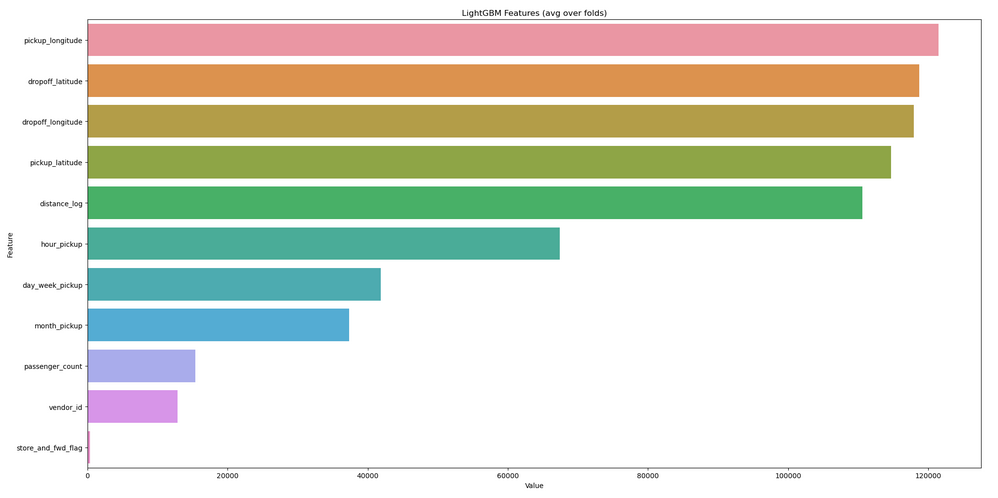 LightGBM Features (avg over folds)
pickup_longitude
dropoff_latitude
dropoff_longitude
pickup_latitude
distance_log
hour_pickup
day_week_pickup
month_pickup
passenger_count
vendor_id
store_and_fwd_flag
Feature
0 20000 40000 60000 80000 100000 120000
Value